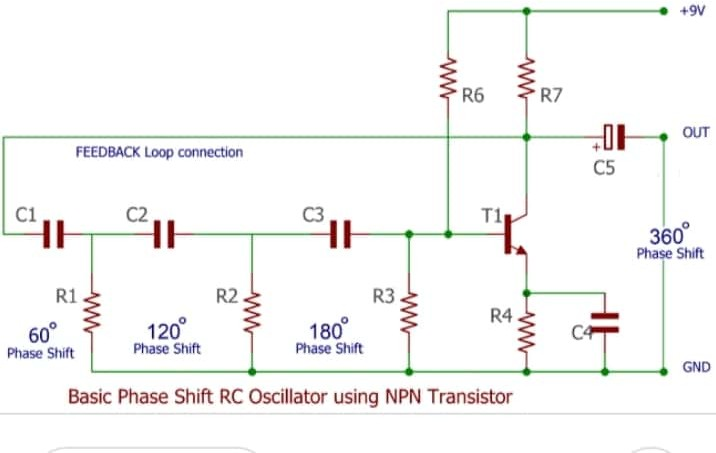 +9V
R6
R7
OUT
FEEDBACK Loop connection
+
C5
C1
C2
C3
T1
360°
Phase Shift
R1
R2
R3
R4
C4
60°
Phase Shift
120°
Phase Shift
180°
Phase Shift
GND
Basic Phase Shift RC Oscillator using NPN Transistor